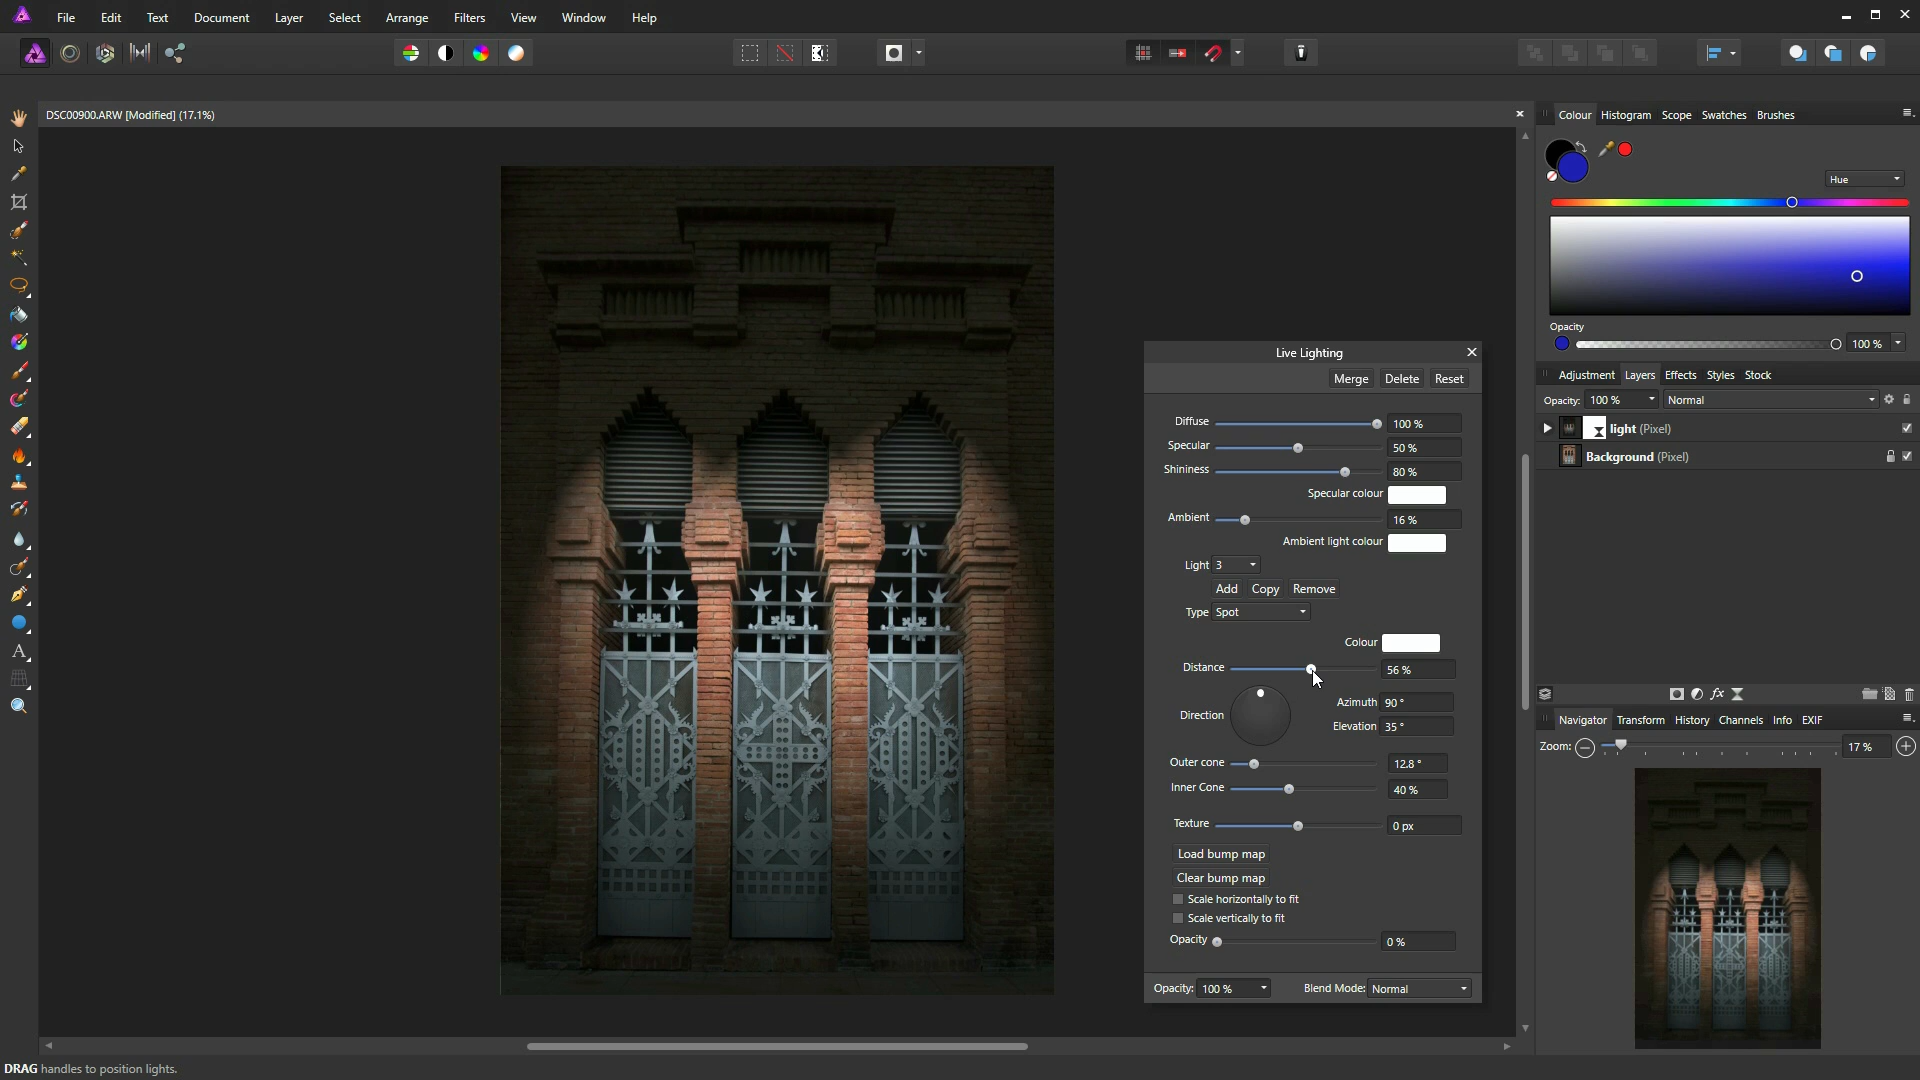 File Edit Text Document Layer Select Arrange Filters View Window Help
DSC00900.ARW [Modified] (17.1%)
Colour Histogram Scope Swatches Brushes
Hue
Opacity
100 %
Adjustment Layers Effects Styles Stock
Opacity: 100 % Normal
light (Pixel)
Background (Pixel)
fx
Navigator Transform History Channels Info EXIF
Zoom: 17 %
Live Lighting
Merge Delete Reset
Diffuse 100 %
Specular 50 %
Shininess 80 %
Specular colour
Ambient 16 %
Ambient light colour
Light 3
Add Copy Remove
Type Spot
Colour
Distance 56 %
Direction
Azimuth 90 °
Elevation 35 °
Outer cone 12.8 °
Inner Cone 40 %
Texture 0 px
Load bump map
Clear bump map
Scale horizontally to fit
Scale vertically to fit
Opacity 0 %
Opacity: 100 % Blend Mode: Normal
A
DRAG handles to position lights.